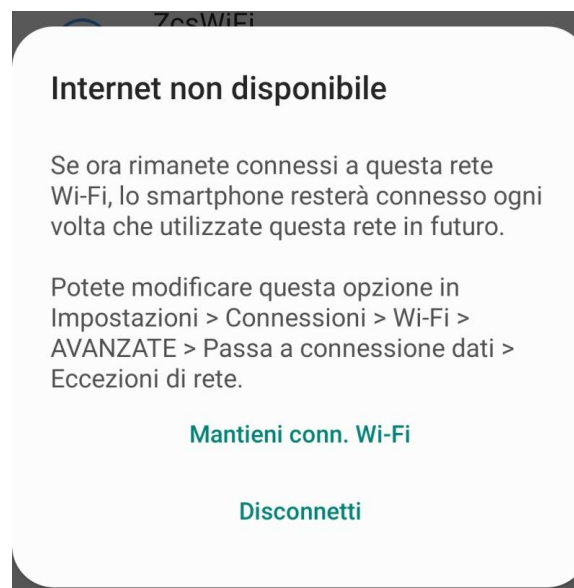 ZcsWiFi
Internet non disponibile
Se ora rimanete connessi a questa rete
Wi-Fi, lo smartphone resterà connesso ogni
volta che utilizzate questa rete in futuro.
Potete modificare questa opzione in
Impostazioni > Connessioni > Wi-Fi >
AVANZATE > Passa a connessione dati >
Eccezioni di rete.
Mantieni conn. Wi-Fi
Disconnetti